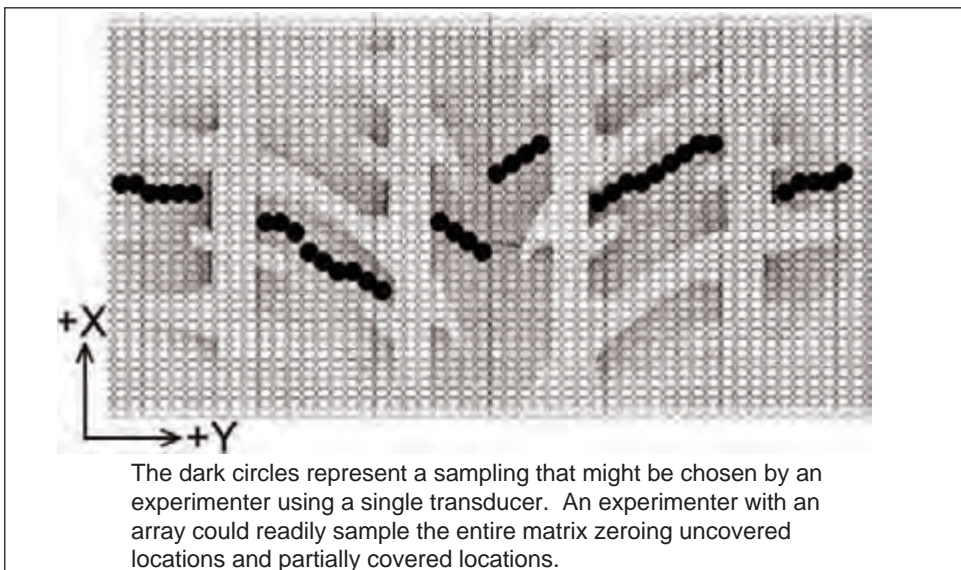 +X
+Y
The dark circles represent a sampling that might be chosen by an
experimenter using a single transducer.  An experimenter with an
array could readily sample the entire matrix zeroing uncovered
locations and partially covered locations.